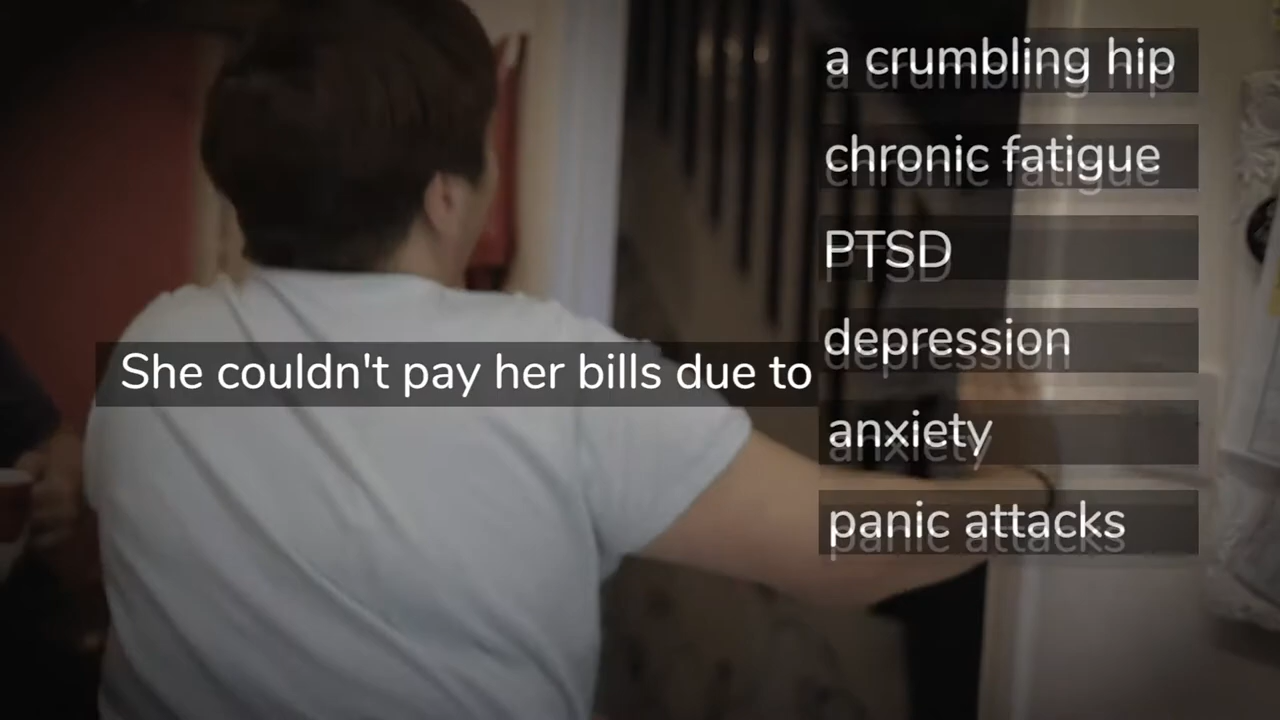 She couldn't pay her bills due to
a crumbling hip
chronic fatigue
PTSD
depression
anxiety
panic attacks